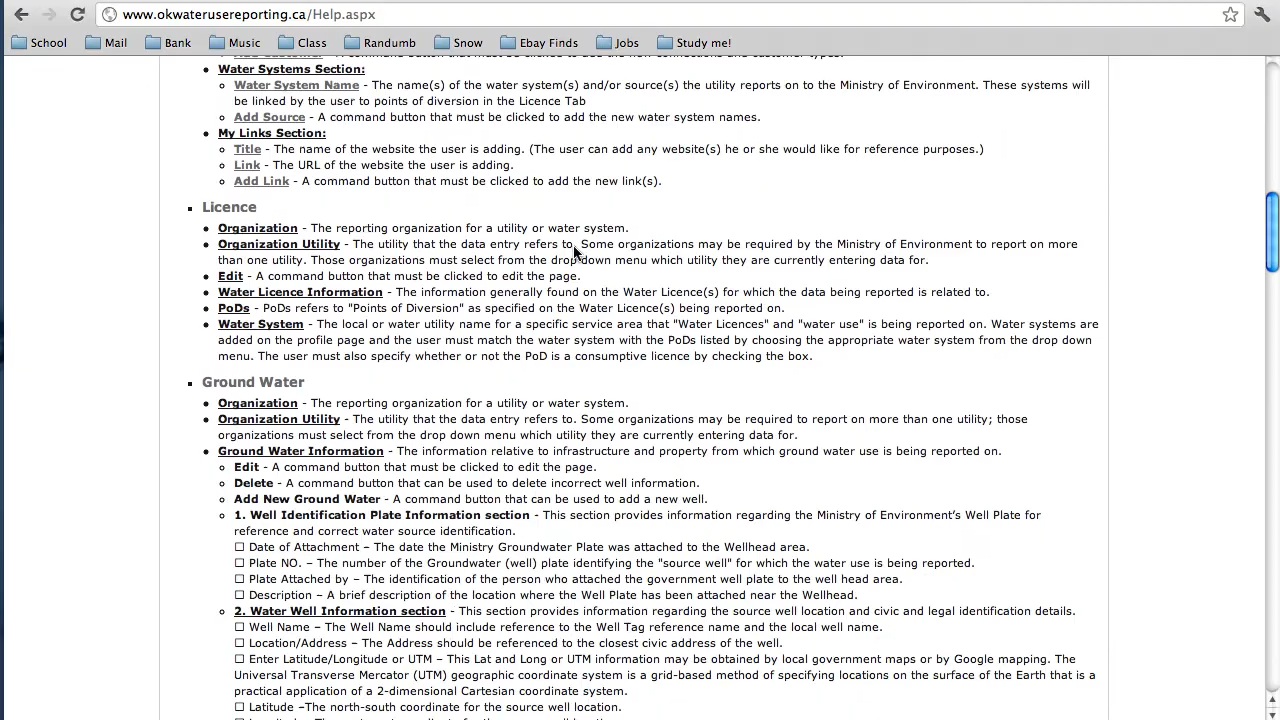 www.okwaterusereporting.ca/Help.aspx
School Mail Bank Music Class Randumb Snow Ebay Finds Jobs Study me!
Water Systems Section:
Water System Name - The name(s) of the water system(s) and/or source(s) the utility reports on to the Ministry of Environment. These systems will
be linked by the user to points of diversion in the Licence Tab
Add Source - A command button that must be clicked to add the new water system names.
My Links Section:
Title - The name of the website the user is adding. (The user can add any website(s) he or she would like for reference purposes.)
Link - The URL of the website the user is adding.
Add Link - A command button that must be clicked to add the new link(s).
Licence
Organization - The reporting organization for a utility or water system.
Organization Utility - The utility that the data entry refers to. Some organizations may be required by the Ministry of Environment to report on more
than one utility. Those organizations must select from the drop down menu which utility they are currently entering data for.
Edit - A command button that must be clicked to edit the page.
Water Licence Information - The information generally found on the Water Licence(s) for which the data being reported is related to.
PoDs - PoDs refers to "Points of Diversion" as specified on the Water Licence(s) being reported on.
Water System - The local or water utility name for a specific service area that "Water Licences" and "water use" is being reported on. Water systems are
added on the profile page and the user must match the water system with the PoDs listed by choosing the appropriate water system from the drop down
menu. The user must also specify whether or not the PoD is a consumptive licence by checking the box.
Ground Water
Organization - The reporting organization for a utility or water system.
Organization Utility - The utility that the data entry refers to. Some organizations may be required to report on more than one utility; those
organizations must select from the drop down menu which utility they are currently entering data for.
Ground Water Information - The information relative to infrastructure and property from which ground water use is being reported on.
Edit - A command button that must be clicked to edit the page.
Delete - A command button that can be used to delete incorrect well information.
Add New Ground Water - A command button that can be used to add a new well.
1. Well Identification Plate Information section - This section provides information regarding the Ministry of Environment's Well Plate for
reference and correct water source identification.
☐ Date of Attachment – The date the Ministry Groundwater Plate was attached to the Wellhead area.
☐ Plate NO. – The number of the Groundwater (well) plate identifying the "source well" for which the water use is being reported.
☐ Plate Attached by – The identification of the person who attached the government well plate to the well head area.
☐ Description – A brief description of the location where the Well Plate has been attached near the Wellhead.
2. Water Well Information section - This section provides information regarding the source well location and civic and legal identification details.
☐ Well Name – The Well Name should include reference to the Well Tag reference name and the local well name.
☐ Location/Address – The Address should be referenced to the closest civic address of the well.
☐ Enter Latitude/Longitude or UTM – This Lat and Long or UTM information may be obtained by local government maps or by Google mapping. The
Universal Transverse Mercator (UTM) geographic coordinate system is a grid-based method of specifying locations on the surface of the Earth that is a
practical application of a 2-dimensional Cartesian coordinate system.
☐ Latitude –The north-south coordinate for the source well location.